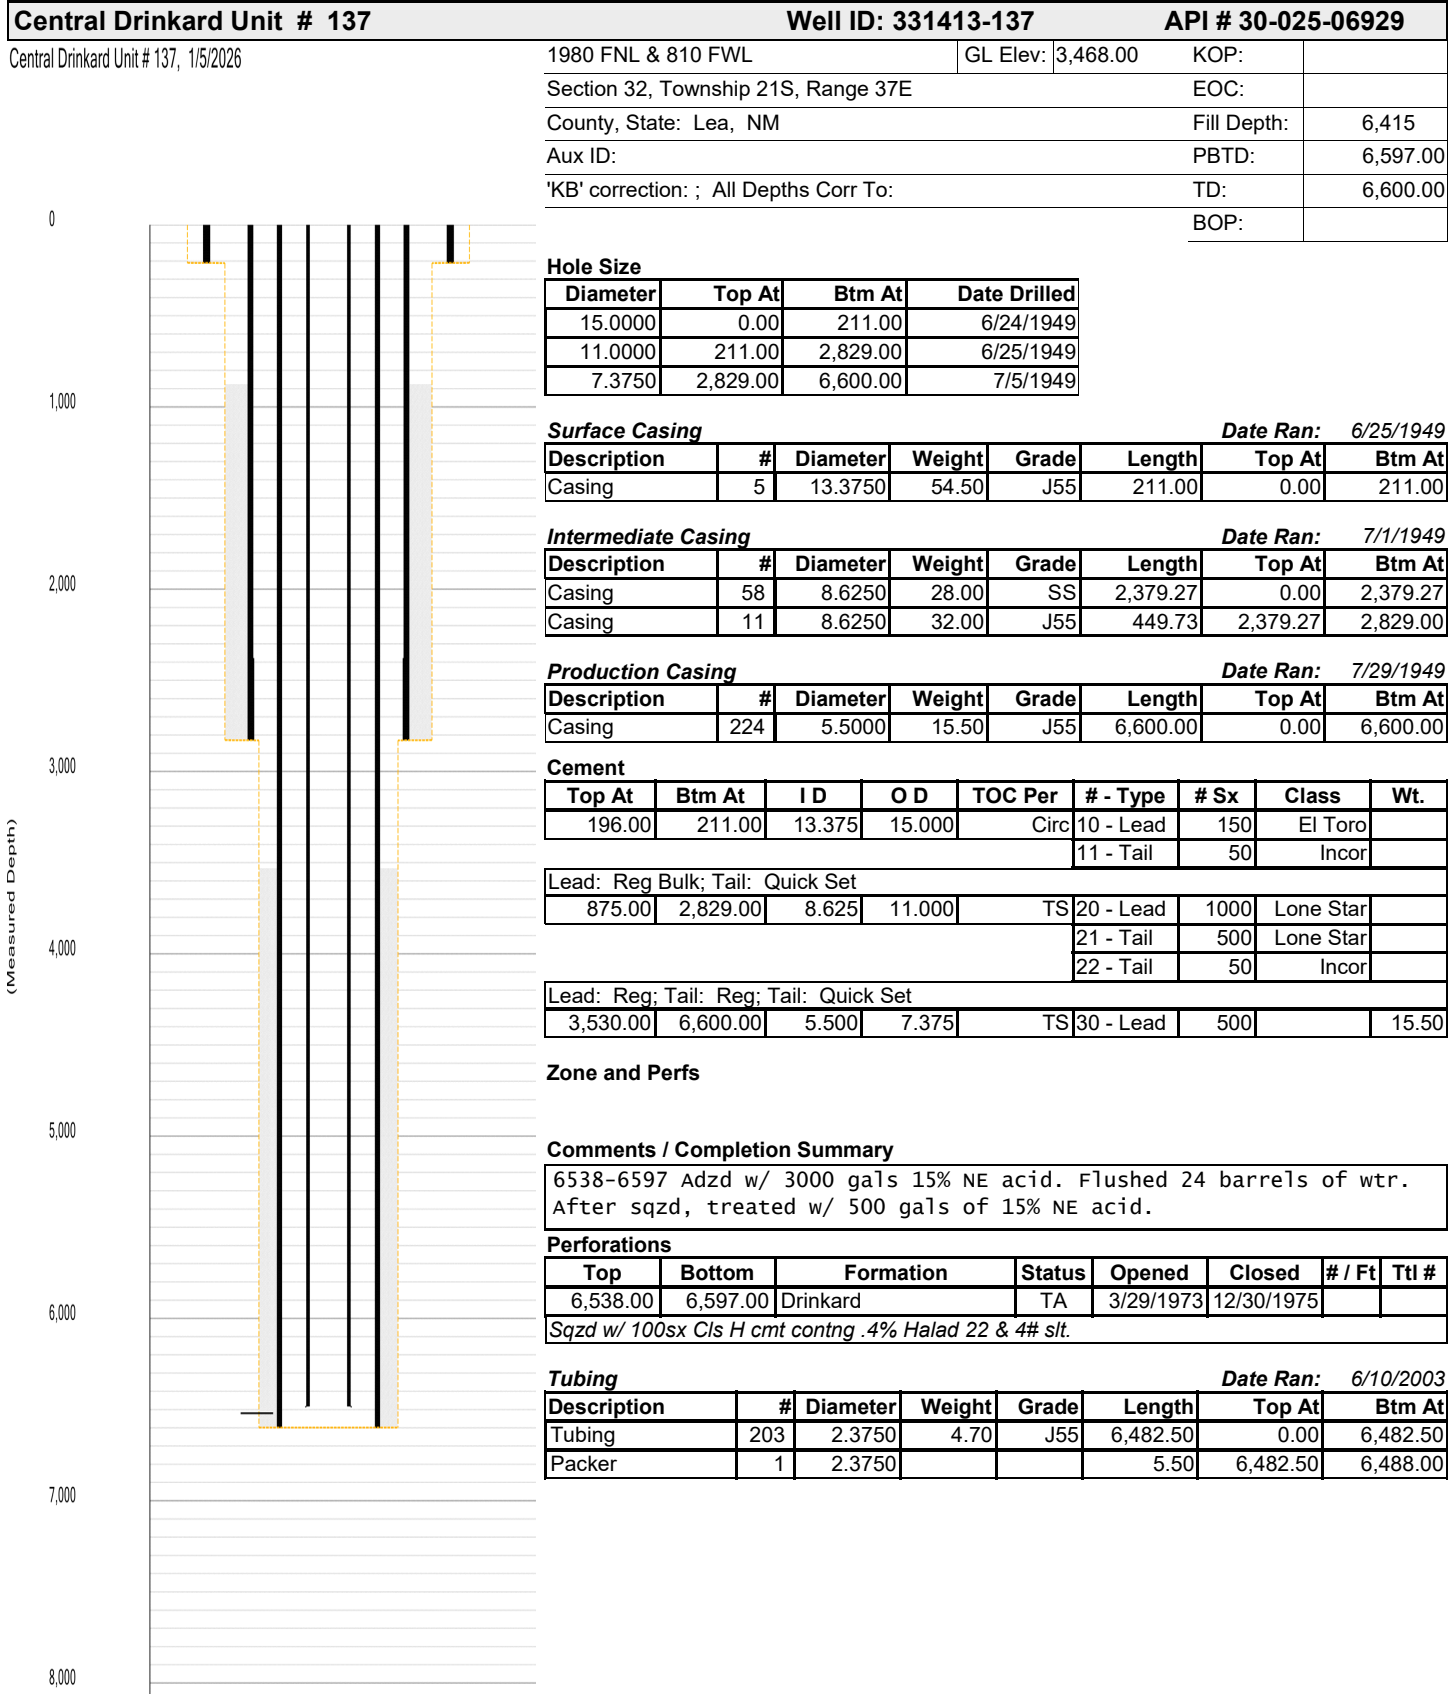 Central Drinkard Unit # 137 Well ID: 331413-137 API # 30-025-06929
Central Drinkard Unit # 137, 1/5/2026
1980 FNL & 810 FWL GL Elev: 3,468.00 KOP:
Section 32, Township 21S, Range 37E EOC:
County, State: Lea, NM Fill Depth: 6,415
Aux ID: PBTD: 6,597.00
'KB' correction: ; All Depths Corr To: TD: 6,600.00
BOP:
0
1,000
2,000
3,000
4,000
5,000
6,000
7,000
8,000
(Measured Depth)
Hole Size
Diameter Top At Btm At Date Drilled
15.0000 0.00 211.00 6/24/1949
11.0000 211.00 2,829.00 6/25/1949
7.3750 2,829.00 6,600.00 7/5/1949
Surface Casing Date Ran: 6/25/1949
Description # Diameter Weight Grade Length Top At Btm At
Casing 5 13.3750 54.50 J55 211.00 0.00 211.00
Intermediate Casing Date Ran: 7/1/1949
Description # Diameter Weight Grade Length Top At Btm At
Casing 58 8.6250 28.00 SS 2,379.27 0.00 2,379.27
Casing 11 8.6250 32.00 J55 449.73 2,379.27 2,829.00
Production Casing Date Ran: 7/29/1949
Description # Diameter Weight Grade Length Top At Btm At
Casing 224 5.5000 15.50 J55 6,600.00 0.00 6,600.00
Cement
Top At Btm At I D O D TOC Per # - Type # Sx Class Wt.
196.00 211.00 13.375 15.000 Circ 10 - Lead 150 El Toro
11 - Tail 50 Incor
Lead: Reg Bulk; Tail: Quick Set
875.00 2,829.00 8.625 11.000 TS 20 - Lead 1000 Lone Star
21 - Tail 500 Lone Star
22 - Tail 50 Incor
Lead: Reg; Tail: Reg; Tail: Quick Set
3,530.00 6,600.00 5.500 7.375 TS 30 - Lead 500 15.50
Zone and Perfs
Comments / Completion Summary
6538-6597 Adzd w/ 3000 gals 15% NE acid. Flushed 24 barrels of wtr.
After sqzd, treated w/ 500 gals of 15% NE acid.
Perforations
Top Bottom Formation Status Opened Closed # / Ft Ttl #
6,538.00 6,597.00 Drinkard TA 3/29/1973 12/30/1975
Sqzd w/ 100sx Cls H cmt contng .4% Halad 22 & 4# slt.
Tubing Date Ran: 6/10/2003
Description # Diameter Weight Grade Length Top At Btm At
Tubing 203 2.3750 4.70 J55 6,482.50 0.00 6,482.50
Packer 1 2.3750 5.50 6,482.50 6,488.00